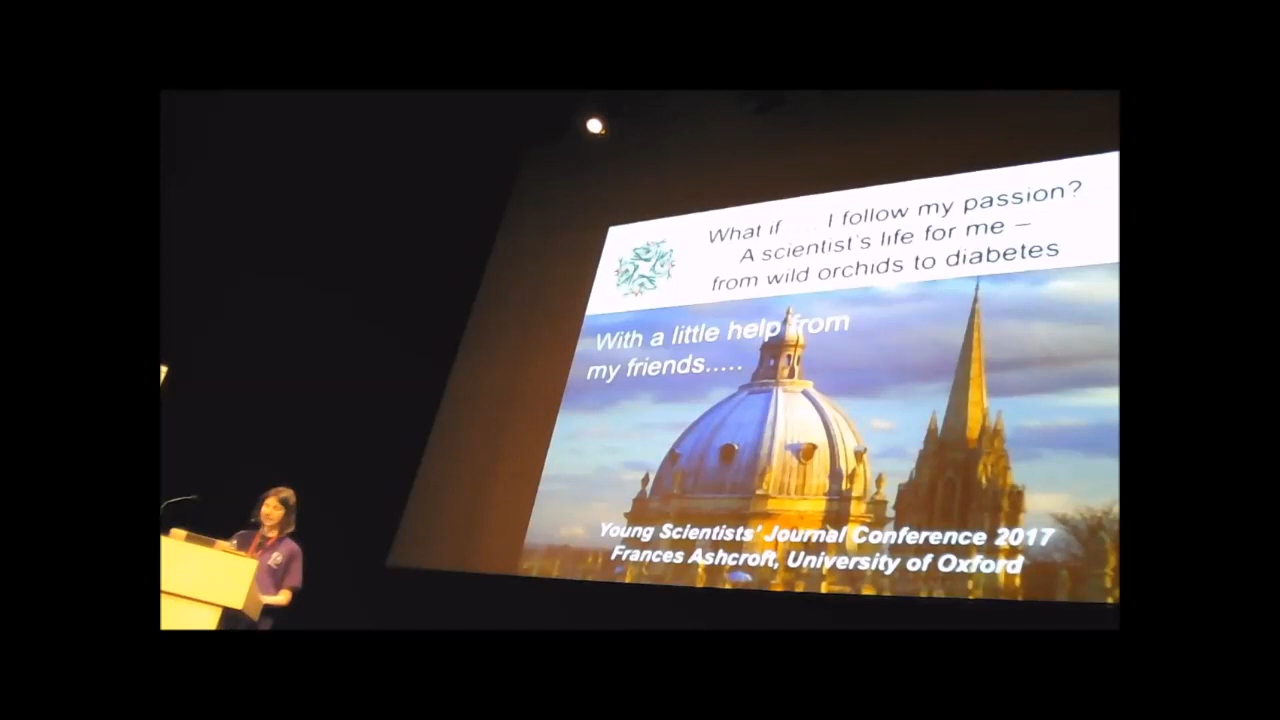 What if ... I follow my passion?
A scientist's life for me –
from wild orchids to diabetes
With a little help from
my friends.....
Young Scientists' Journal Conference 2017
Frances Ashcroft, University of Oxford